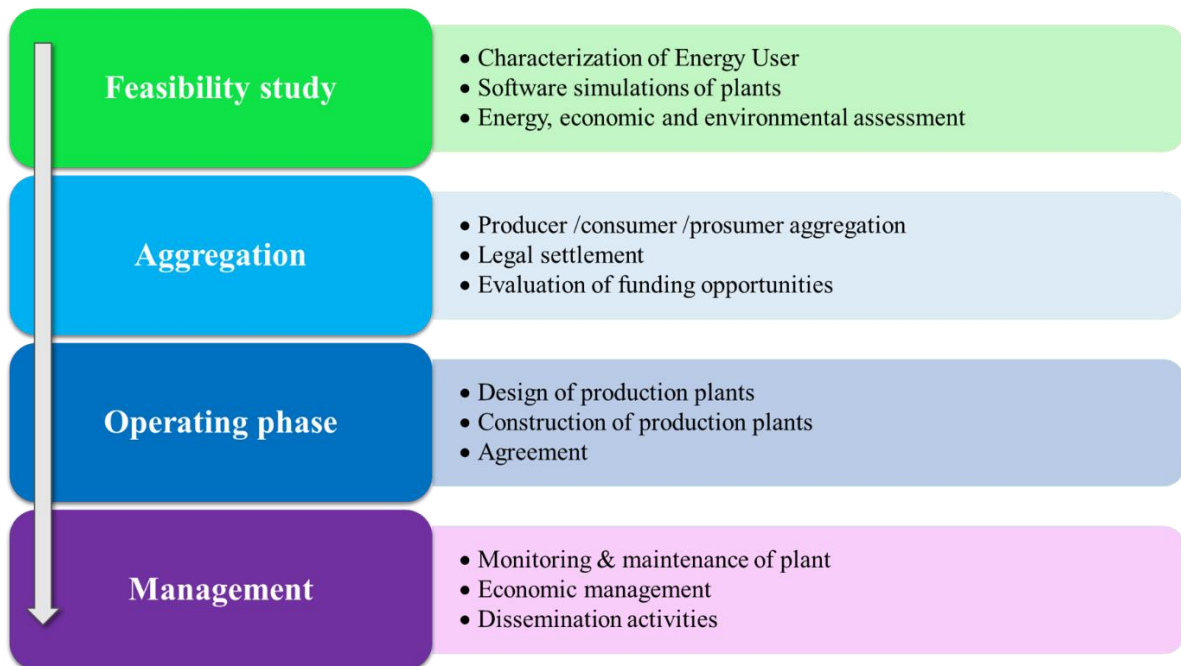 Feasibility study
• Characterization of Energy User
• Software simulations of plants
• Energy, economic and environmental assessment
Aggregation
• Producer /consumer /prosumer aggregation
• Legal settlement
• Evaluation of funding opportunities
Operating phase
• Design of production plants
• Construction of production plants
• Agreement
Management
• Monitoring & maintenance of plant
• Economic management
• Dissemination activities